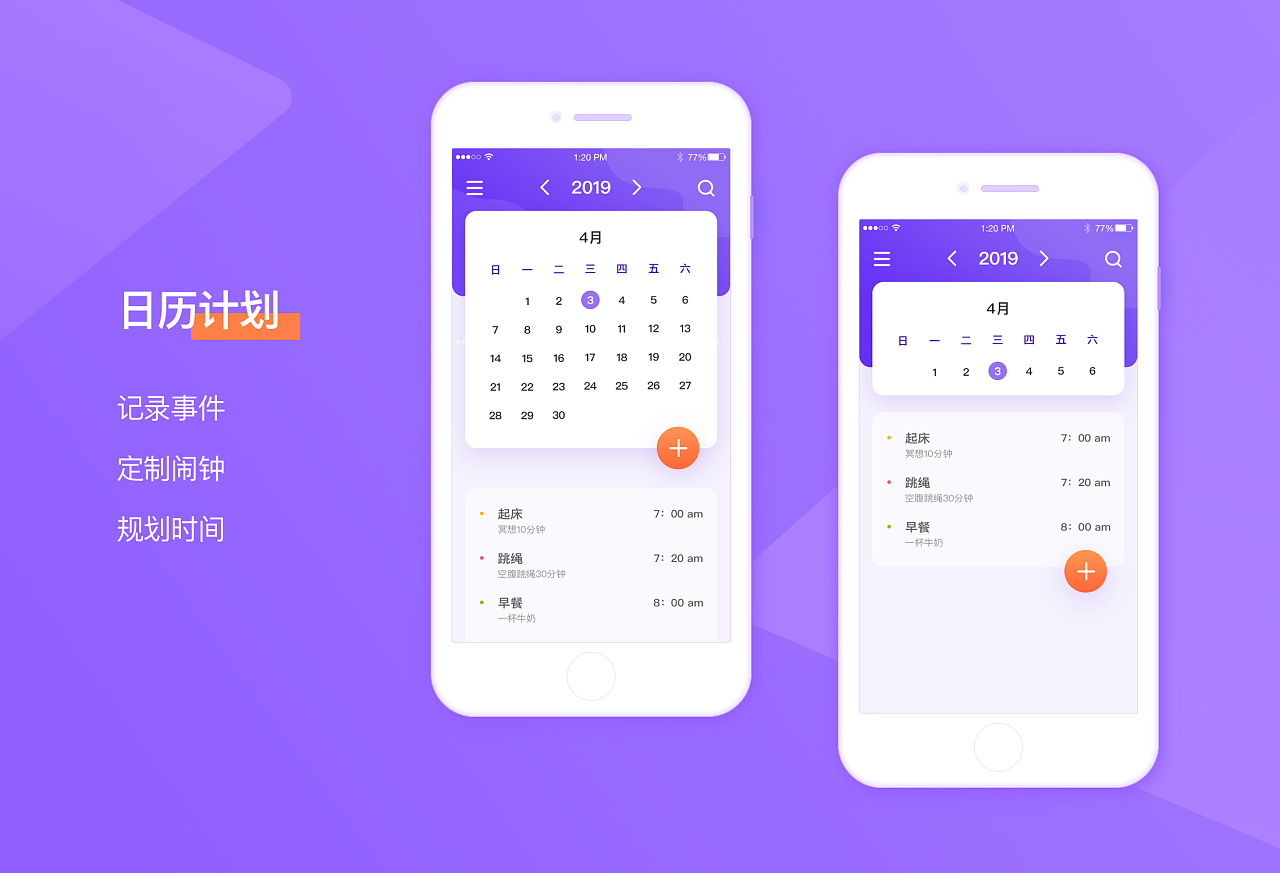 日历计划
记录事件
定制闹钟
规划时间
1:20 PM
77%
2019
4月
日 一 二 三 四 五 六
1 2 3 4 5 6
7 8 9 10 11 12 13
14 15 16 17 18 19 20
21 22 23 24 25 26 27
28 29 30
起床 7：00 am
冥想10分钟
跳绳 7：20 am
空腹跳绳30分钟
早餐 8：00 am
一杯牛奶
1:20 PM
77%
2019
4月
日 一 二 三 四 五 六
1 2 3 4 5 6
起床 7：00 am
冥想10分钟
跳绳 7：20 am
空腹跳绳30分钟
早餐 8：00 am
一杯牛奶